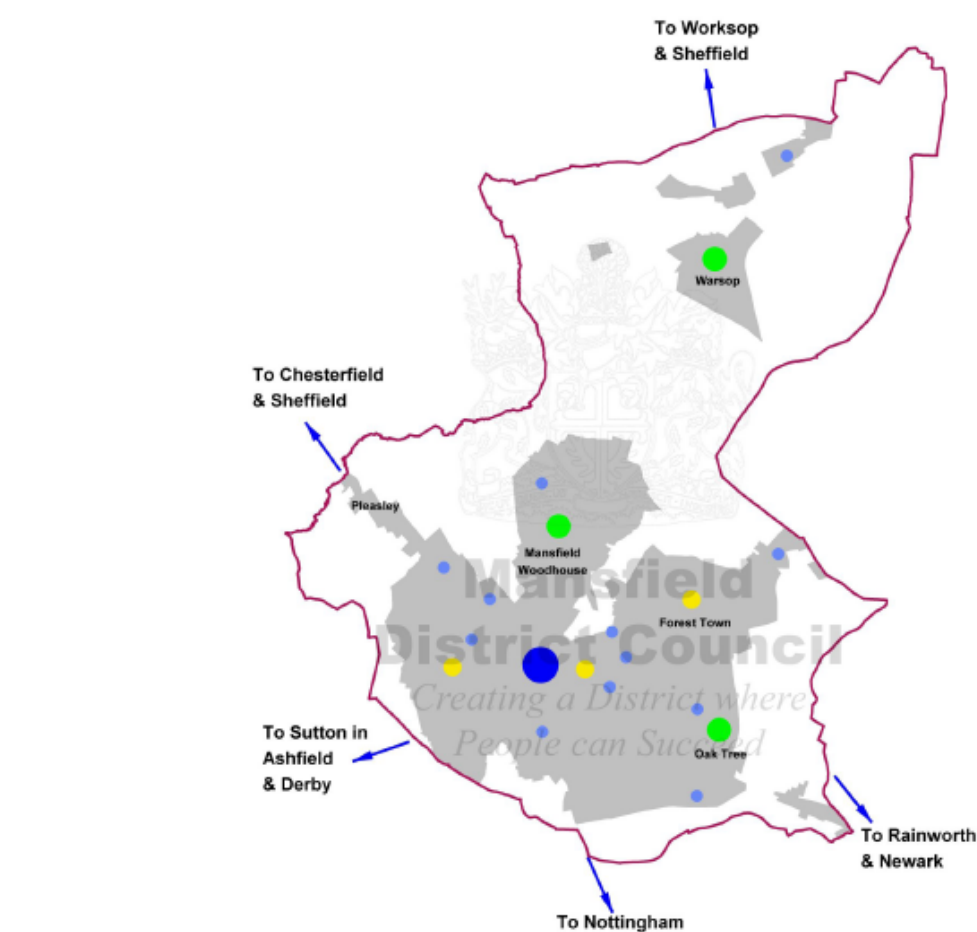 To Worksop
& Sheffield
Warsop
To Chesterfield
& Sheffield
Pleasley
Mansfield
Woodhouse
Mansfield
District Council
Creating a District where
People can Succeed
Forest Town
Oak Tree
To Sutton in
Ashfield
& Derby
To Rainworth
& Newark
To Nottingham